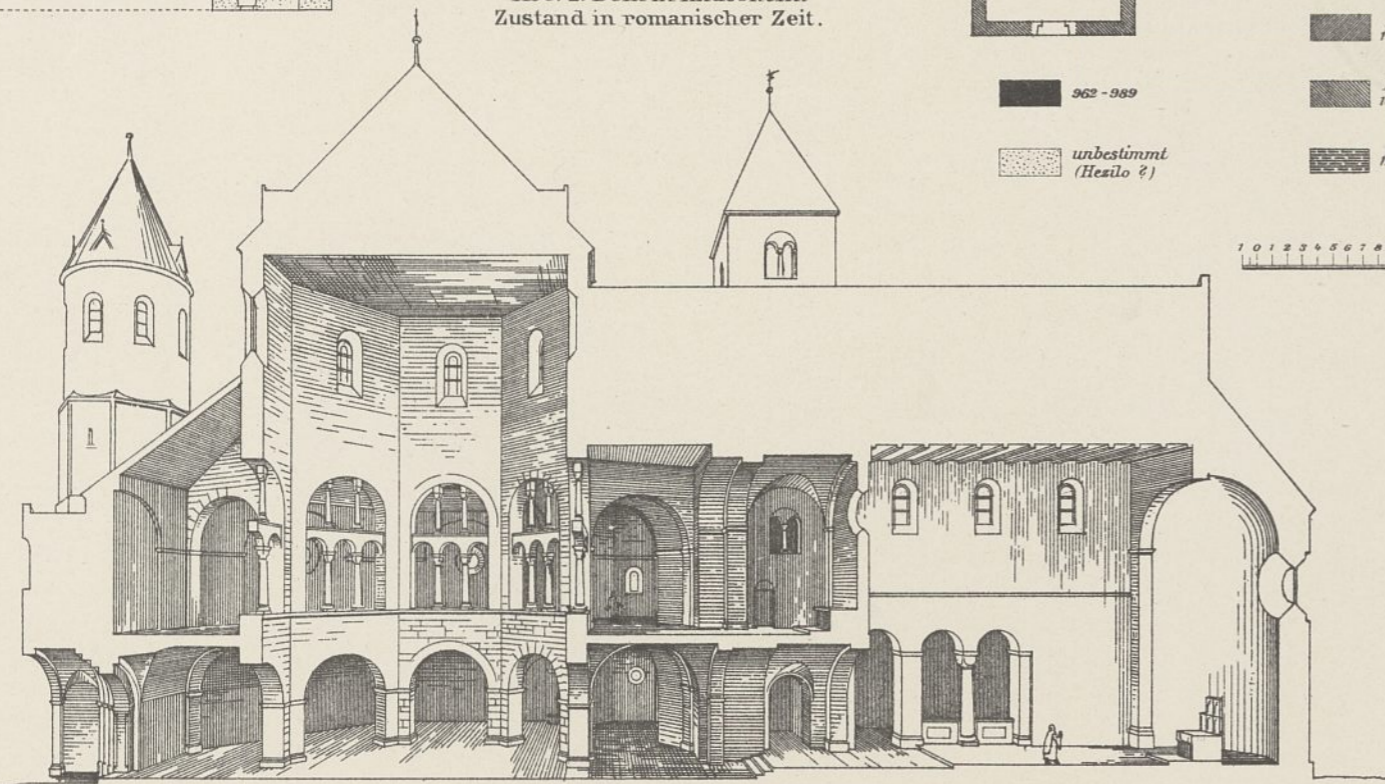 Zustand in romanischer Zeit.
962-989
unbestimmt
(Hezilo ?)
1 0 1 2 3 4 5 6 7 8